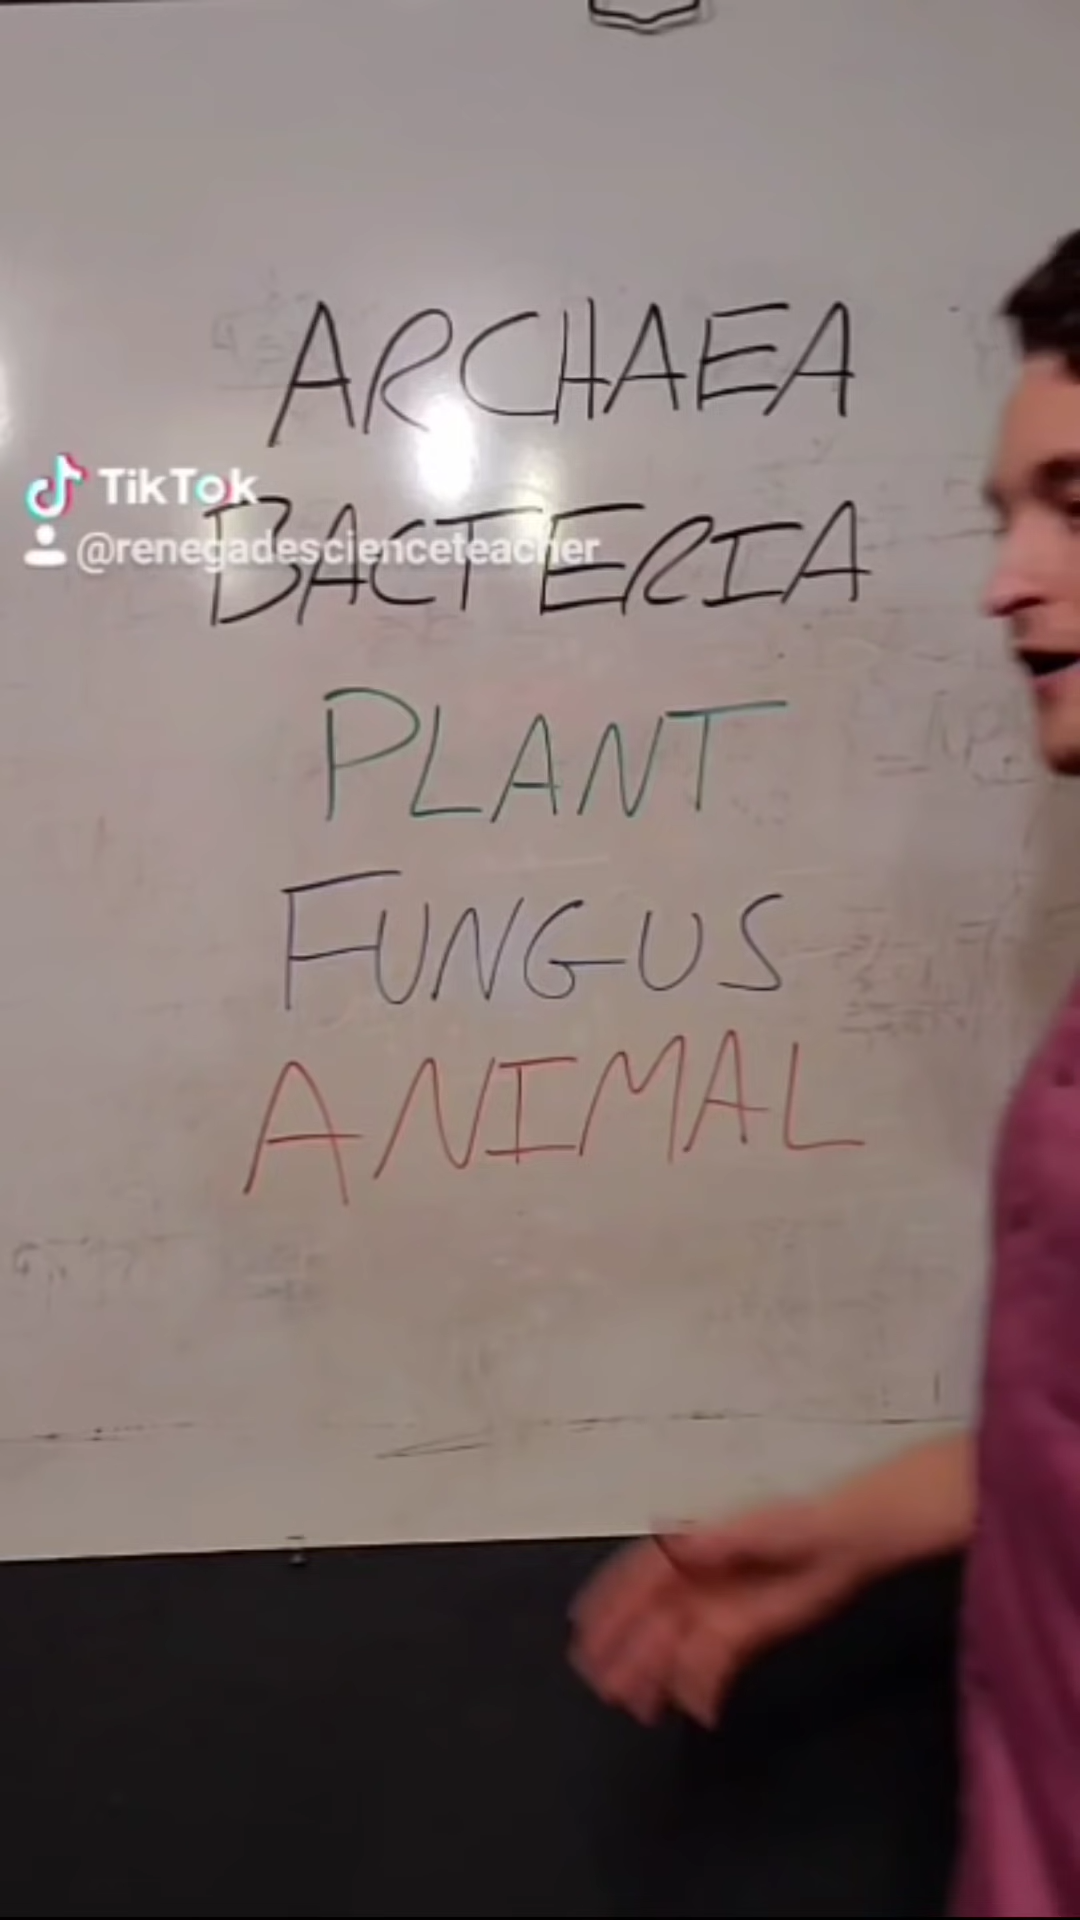 ARCHAEA
TikTok
@renegadescienceteacher
BACTERIA
PLANT
FUNGUS
ANIMAL